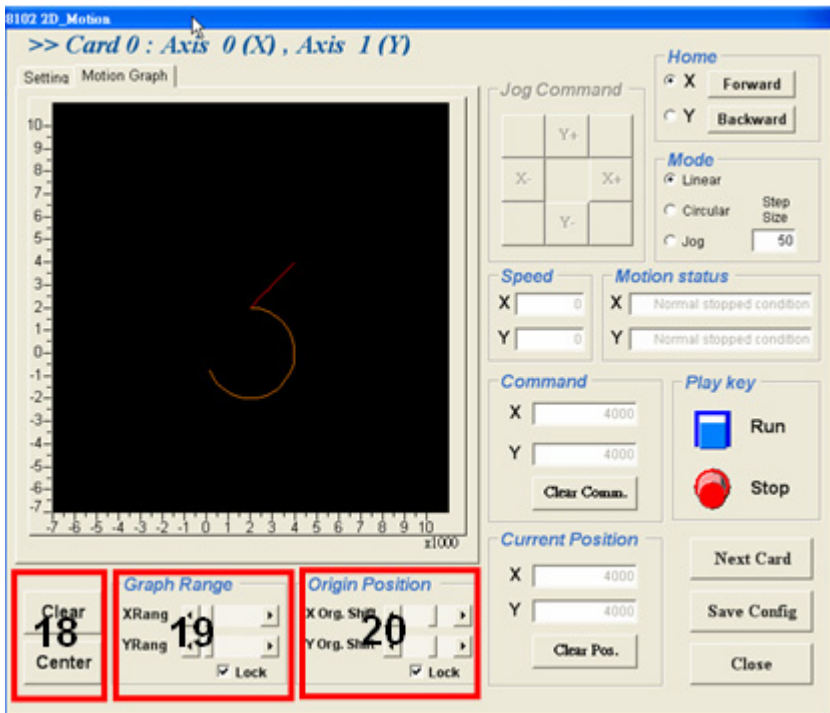 8102 2D_Motion
>> Card 0 : Axis 0 (X) , Axis 1 (Y)
Setting
Motion Graph
10
9
8
7
6
5
4
3
2
1
0
-1
-2
-3
-4
-5
-6
-7
-7 -6 -5 -4 -3 -2 -1 0 1 2 3 4 5 6 7 8 9 10
x1000
Jog Command
Y+
X-
X+
Y-
Home
X
Forward
Y
Backward
Mode
Linear
Circular
Jog
Step
Size
50
Speed
X 0
Y 0
Motion status
X Normal stopped condition
Y Normal stopped condition
Command
X 4000
Y 4000
Clear Comm.
Play key
Run
Stop
Current Position
X 4000
Y 4000
Clear Pos.
Next Card
Save Config
Close
Clear
18
Center
Graph Range
XRang
19
YRang
Lock
Origin Position
X Org. Shift
20
Y Org. Shift
Lock